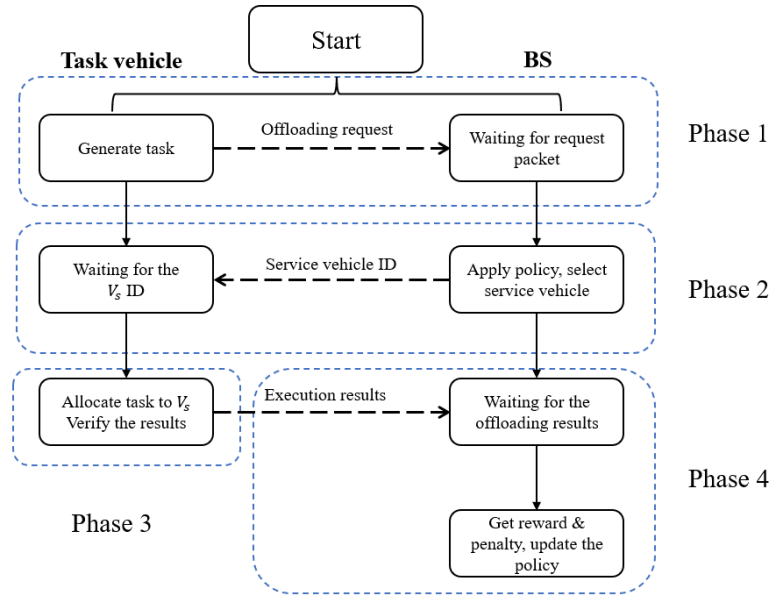 Start
Task vehicle
BS
Generate task
Offloading request
Waiting for request
packet
Phase 1
Waiting for the
Vs ID
Service vehicle ID
Apply policy, select
service vehicle
Phase 2
Allocate task to Vs
Verify the results
Execution results
Waiting for the
offloading results
Phase 3
Phase 4
Get reward &
penalty, update the
policy